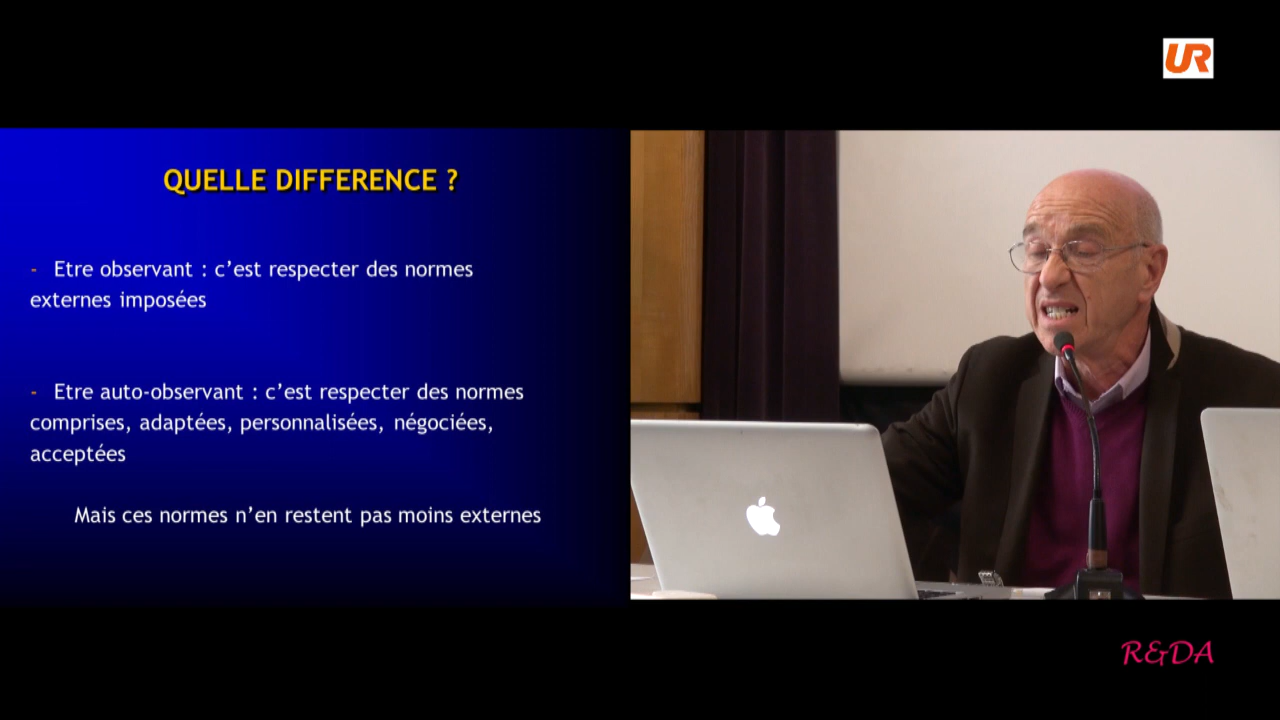 UR
QUELLE DIFFERENCE ?
- Etre observant : c’est respecter des normes
externes imposées
- Etre auto-observant : c’est respecter des normes
comprises, adaptées, personnalisées, négociées,
acceptées
Mais ces normes n’en restent pas moins externes
R&DA